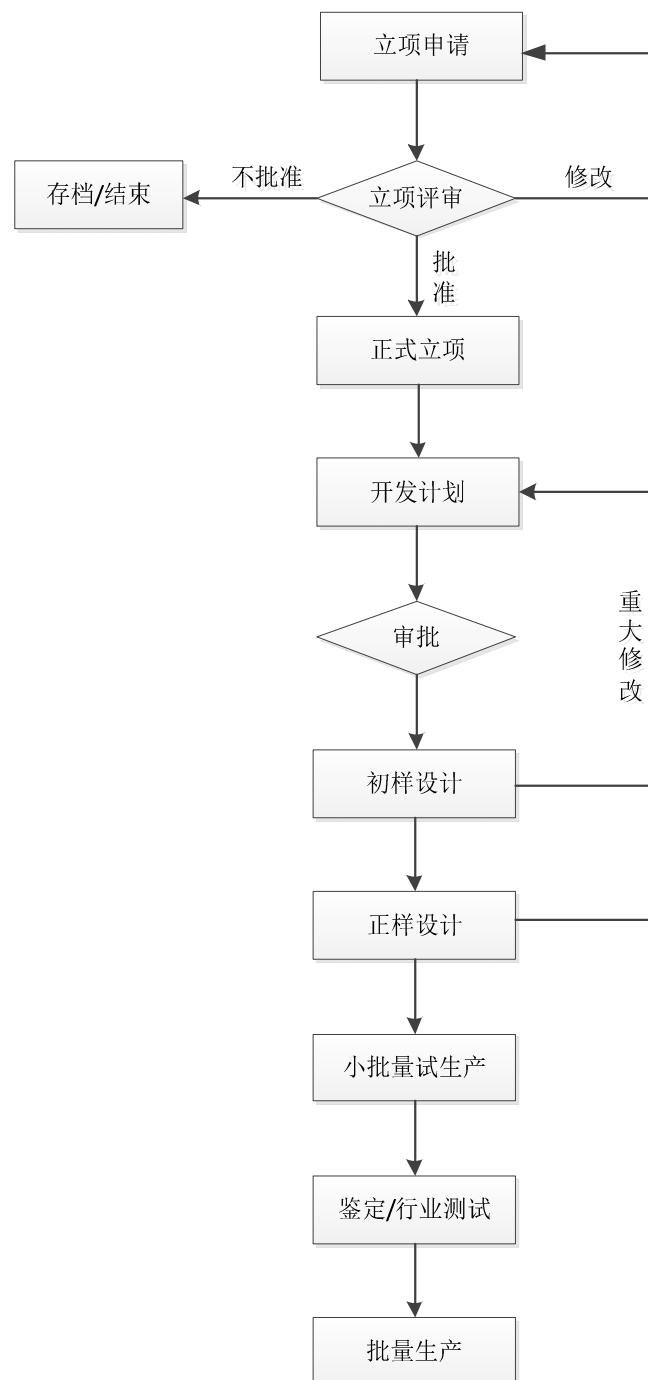 立项申请
不批准
修改
存档/结束
立项评审
批
准
正式立项
开发计划
重
大
修
改
审批
初样设计
正样设计
小批量试生产
鉴定/行业测试
批量生产